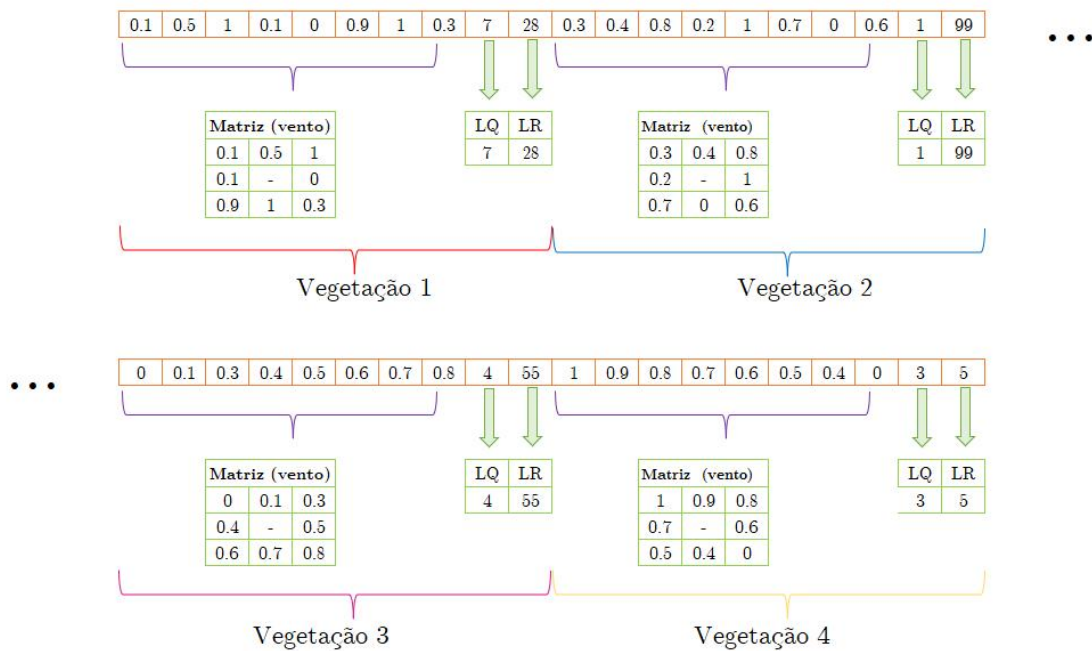 0.1 0.5 1 0.1 0 0.9 1 0.3 7 28 0.3 0.4 0.8 0.2 1 0.7 0 0.6 1 99 •••
Matriz (vento)
0.1 0.5 1
0.1 - 0
0.9 1 0.3
LQ LR
7 28
Matriz (vento)
0.3 0.4 0.8
0.2 - 1
0.7 0 0.6
LQ LR
1 99
Vegetação 1
Vegetação 2
••• 0 0.1 0.3 0.4 0.5 0.6 0.7 0.8 4 55 1 0.9 0.8 0.7 0.6 0.5 0.4 0 3 5
Matriz (vento)
0 0.1 0.3
0.4 - 0.5
0.6 0.7 0.8
LQ LR
4 55
Matriz (vento)
1 0.9 0.8
0.7 - 0.6
0.5 0.4 0
LQ LR
3 5
Vegetação 3
Vegetação 4